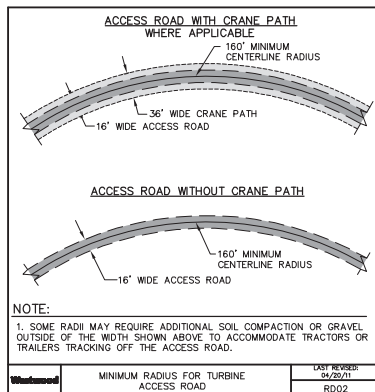 ACCESS ROAD WITH CRANE PATH
WHERE APPLICABLE
160' MINIMUM
CENTERLINE RADIUS
36' WIDE CRANE PATH
16' WIDE ACCESS ROAD
ACCESS ROAD WITHOUT CRANE PATH
160' MINIMUM
CENTERLINE RADIUS
16' WIDE ACCESS ROAD
NOTE:
1. SOME RADII MAY REQUIRE ADDITIONAL SOIL COMPACTION OR GRAVEL
OUTSIDE OF THE WIDTH SHOWN ABOVE TO ACCOMMODATE TRACTORS OR
TRAILERS TRACKING OFF THE ACCESS ROAD.
Westwood
MINIMUM RADIUS FOR TURBINE
ACCESS ROAD
LAST REVISED:
04/20/11
RD02